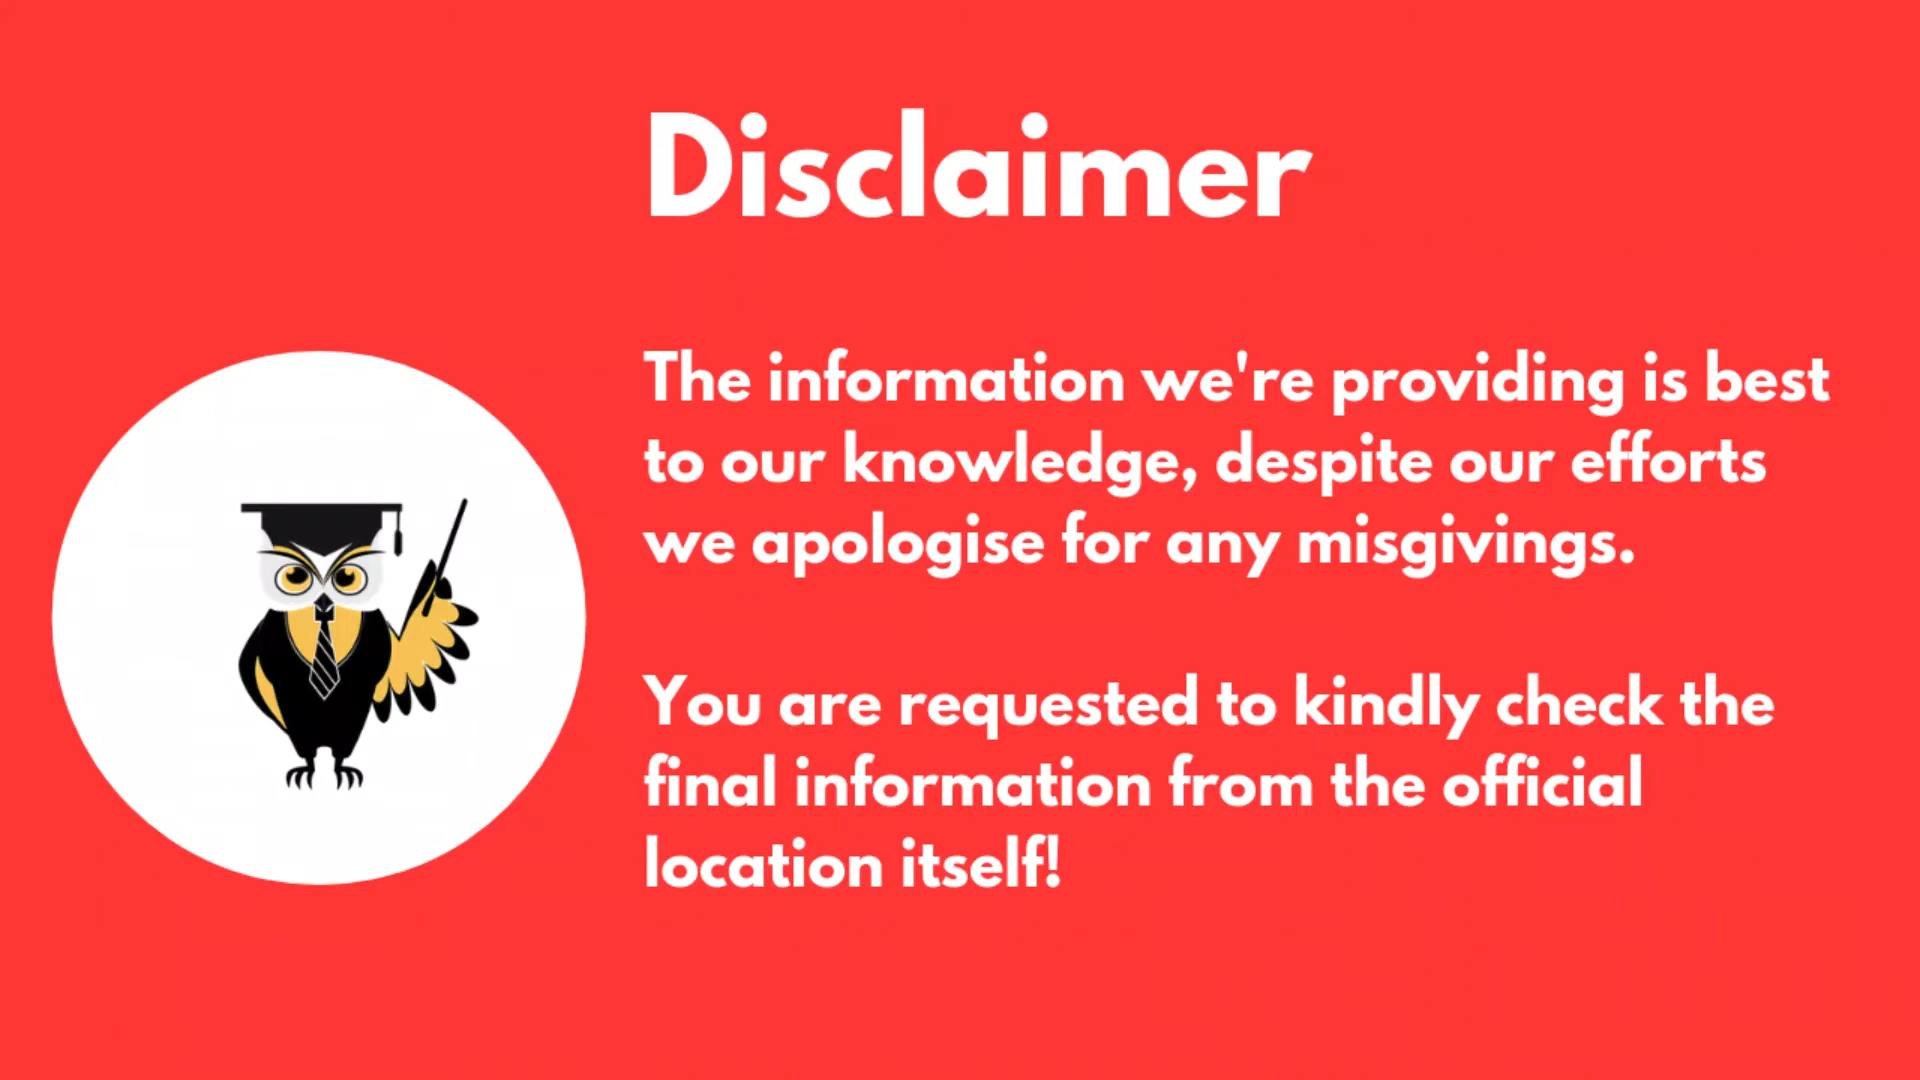 Disclaimer
The information we're providing is best
to our knowledge, despite our efforts
we apologise for any misgivings.
You are requested to kindly check the
final information from the official
location itself!